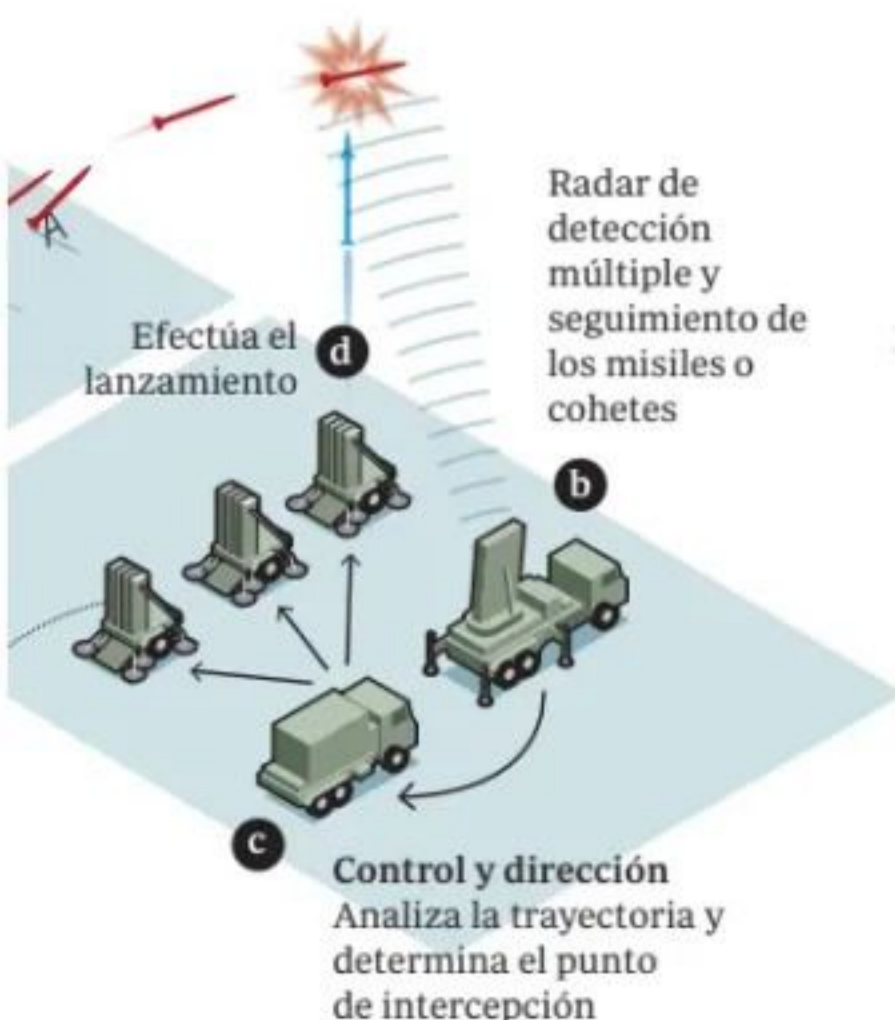 Radar de
detección
múltiple y
seguimiento de
los misiles o
cohetes
b
Efectúa el
lanzamiento
d
c
Control y dirección
Analiza la trayectoria y
determina el punto
de intercepción